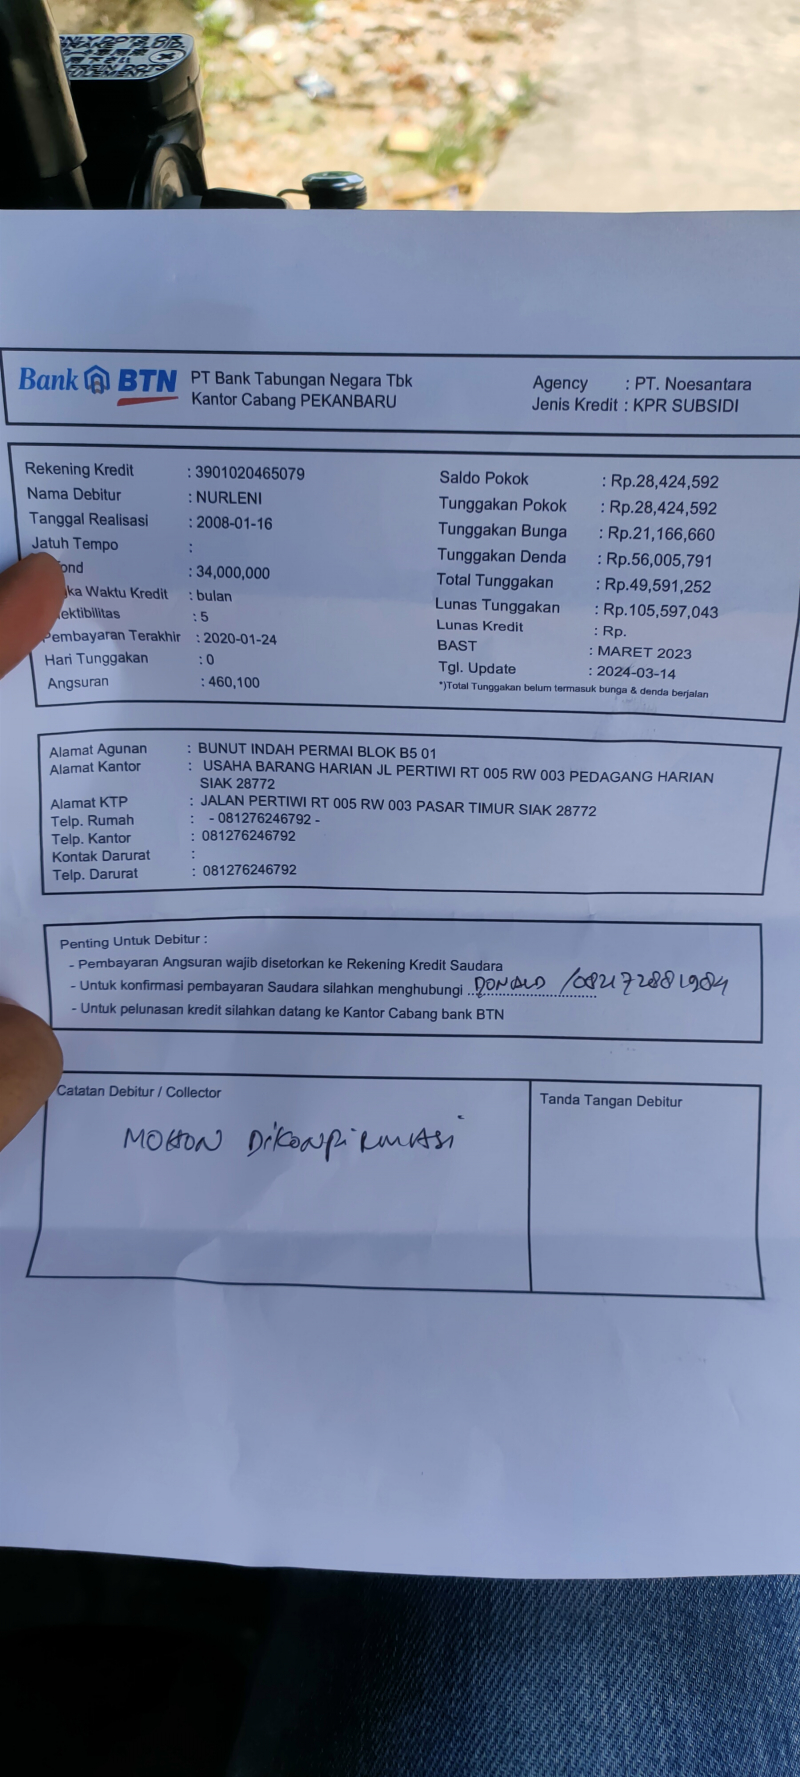 Bank BTN PT Bank Tabungan Negara Tbk
Kantor Cabang PEKANBARU
Agency : PT. Noesantara
Jenis Kredit : KPR SUBSIDI
Rekening Kredit : 3901020465079
Nama Debitur : NURLENI
Tanggal Realisasi : 2008-01-16
Jatuh Tempo :
ond : 34,000,000
ka Waktu Kredit : bulan
ektibilitas : 5
Pembayaran Terakhir : 2020-01-24
Hari Tunggakan : 0
Angsuran : 460,100
Saldo Pokok : Rp.28,424,592
Tunggakan Pokok : Rp.28,424,592
Tunggakan Bunga : Rp.21,166,660
Tunggakan Denda : Rp.56,005,791
Total Tunggakan : Rp.49,591,252
Lunas Tunggakan : Rp.105,597,043
Lunas Kredit : Rp.
BAST : MARET 2023
Tgl. Update : 2024-03-14
*)Total Tunggakan belum termasuk bunga & denda berjalan
Alamat Agunan : BUNUT INDAH PERMAI BLOK B5 01
Alamat Kantor : USAHA BARANG HARIAN JL PERTIWI RT 005 RW 003 PEDAGANG HARIAN
SIAK 28772
Alamat KTP : JALAN PERTIWI RT 005 RW 003 PASAR TIMUR SIAK 28772
Telp. Rumah : - 081276246792 -
Telp. Kantor : 081276246792
Kontak Darurat :
Telp. Darurat : 081276246792
Penting Untuk Debitur :
- Pembayaran Angsuran wajib disetorkan ke Rekening Kredit Saudara
- Untuk konfirmasi pembayaran Saudara silahkan menghubungi DONALD /082172881984
- Untuk pelunasan kredit silahkan datang ke Kantor Cabang bank BTN
Catatan Debitur / Collector
Tanda Tangan Debitur
MOHON DiKONFiRMASi